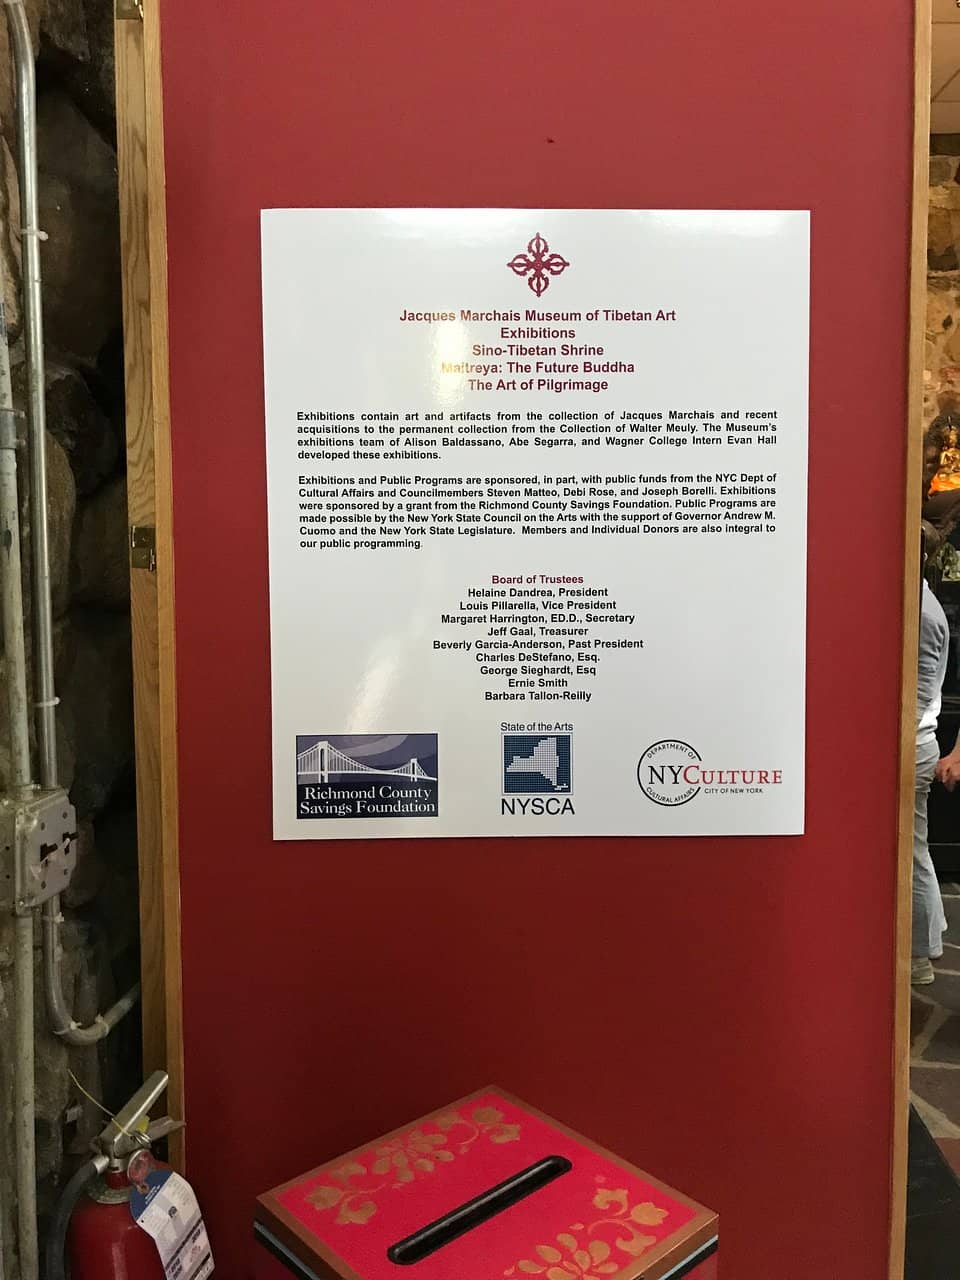 Jacques Marchais Museum of Tibetan Art
Exhibitions
Sino-Tibetan Shrine
Maitreya: The Future Buddha
The Art of Pilgrimage
Exhibitions contain art and artifacts from the collection of Jacques Marchais and recent
acquisitions to the permanent collection from the Collection of Walter Meuly. The Museum's
exhibitions team of Alison Baldassano, Abe Segarra, and Wagner College Intern Evan Hall
developed these exhibitions.
Exhibitions and Public Programs are sponsored, in part, with public funds from the NYC Dept of
Cultural Affairs and Councilmembers Steven Matteo, Debi Rose, and Joseph Borelli. Exhibitions
were sponsored by a grant from the Richmond County Savings Foundation. Public Programs are
made possible by the New York State Council on the Arts with the support of Governor Andrew M.
Cuomo and the New York State Legislature. Members and Individual Donors are also integral to
our public programming.
Board of Trustees
Helaine Dandrea, President
Louis Pillarella, Vice President
Margaret Harrington, ED.D., Secretary
Jeff Gaal, Treasurer
Beverly Garcia-Anderson, Past President
Charles DeStefano, Esq.
George Sieghardt, Esq
Ernie Smith
Barbara Tallon-Reilly
Richmond County
Savings Foundation
State of the Arts
NYSCA
DEPARTMENT OF
NYCULTURE
CULTURAL AFFAIRS
CITY OF NEW YORK